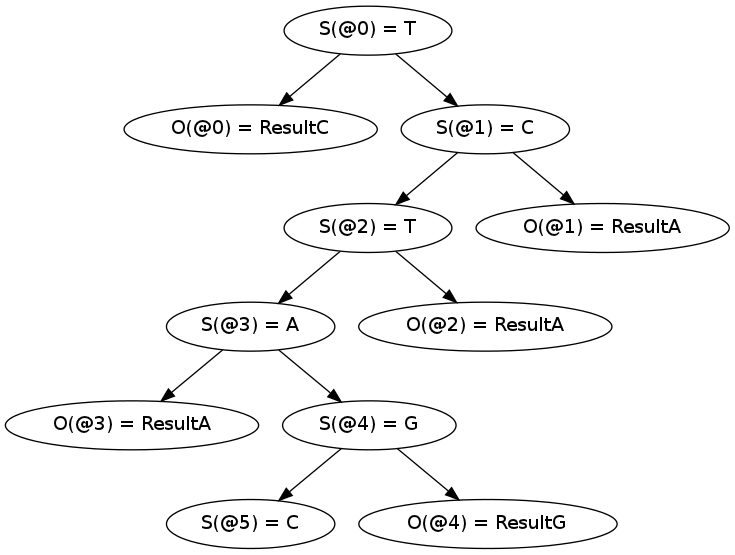 S(@0) = T
O(@0) = ResultC
S(@1) = C
S(@2) = T
O(@1) = ResultA
S(@3) = A
O(@2) = ResultA
O(@3) = ResultA
S(@4) = G
S(@5) = C
O(@4) = ResultG